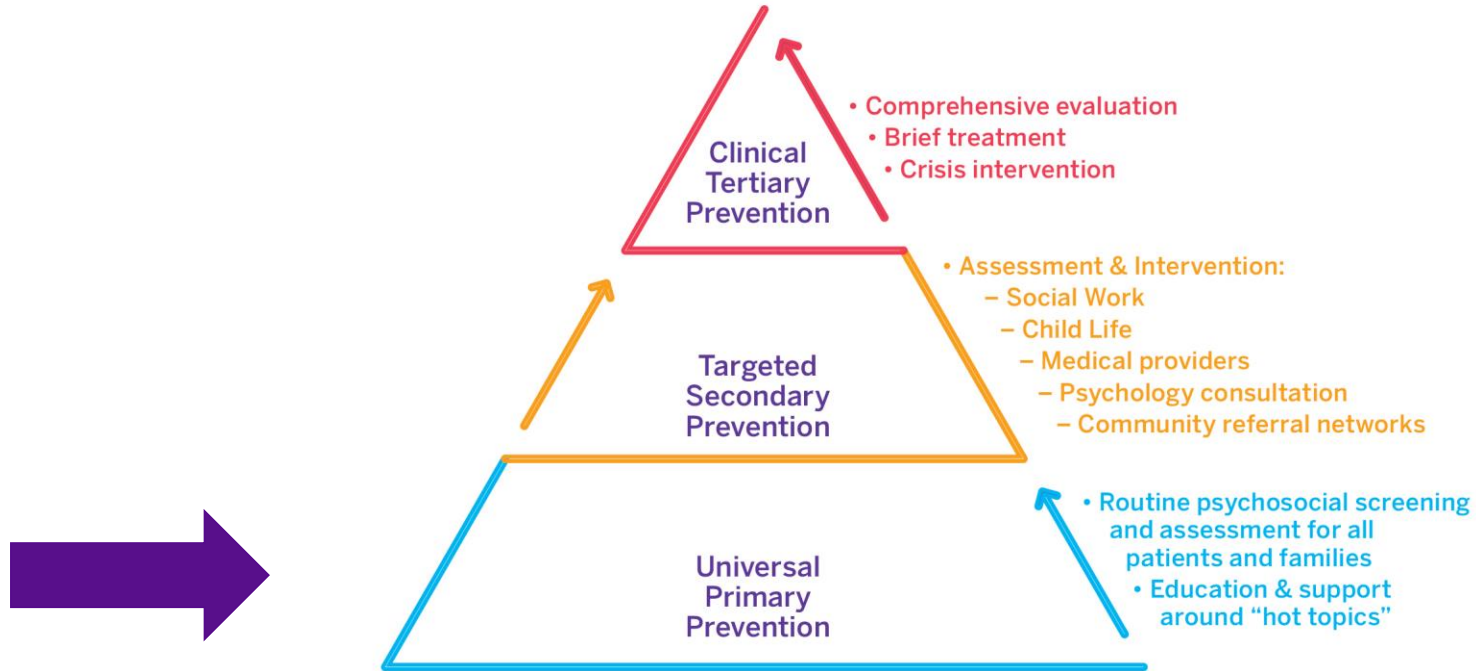 Clinical
Tertiary
Prevention
• Comprehensive evaluation
• Brief treatment
• Crisis intervention
Targeted
Secondary
Prevention
• Assessment & Intervention:
– Social Work
– Child Life
– Medical providers
– Psychology consultation
– Community referral networks
Universal
Primary
Prevention
• Routine psychosocial screening
and assessment for all
patients and families
• Education & support
around “hot topics”